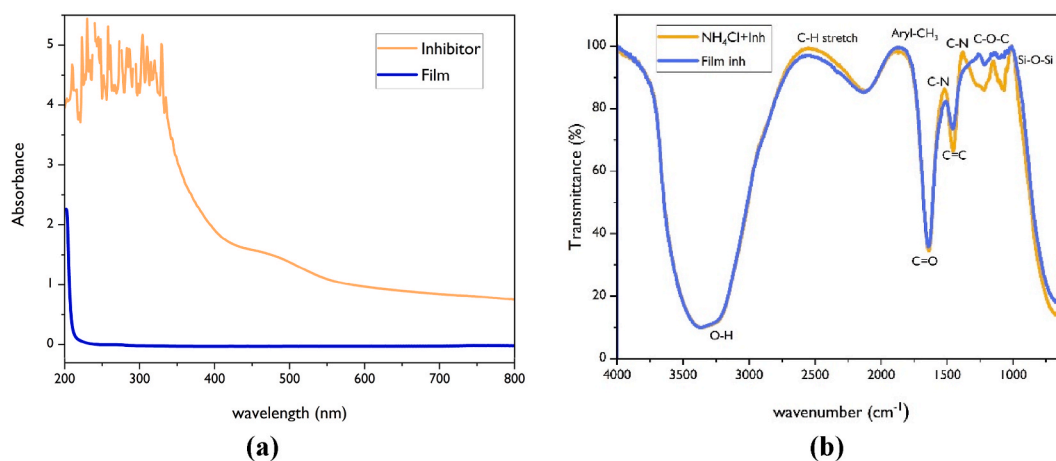 Absorbance
5
4
3
2
1
0
Inhibitor
Film
200
300
400
500
600
700
800
wavelength (nm)
(a)
Transmittance (%)
100
80
60
40
20
0
NH₄Cl+Inh
Film inh
C-H stretch
Aryl-CH₃
C-N
C-N
C-O-C
Si-O-Si
C=C
C=O
O-H
4000
3500
3000
2500
2000
1500
1000
wavenumber (cm⁻¹)
(b)